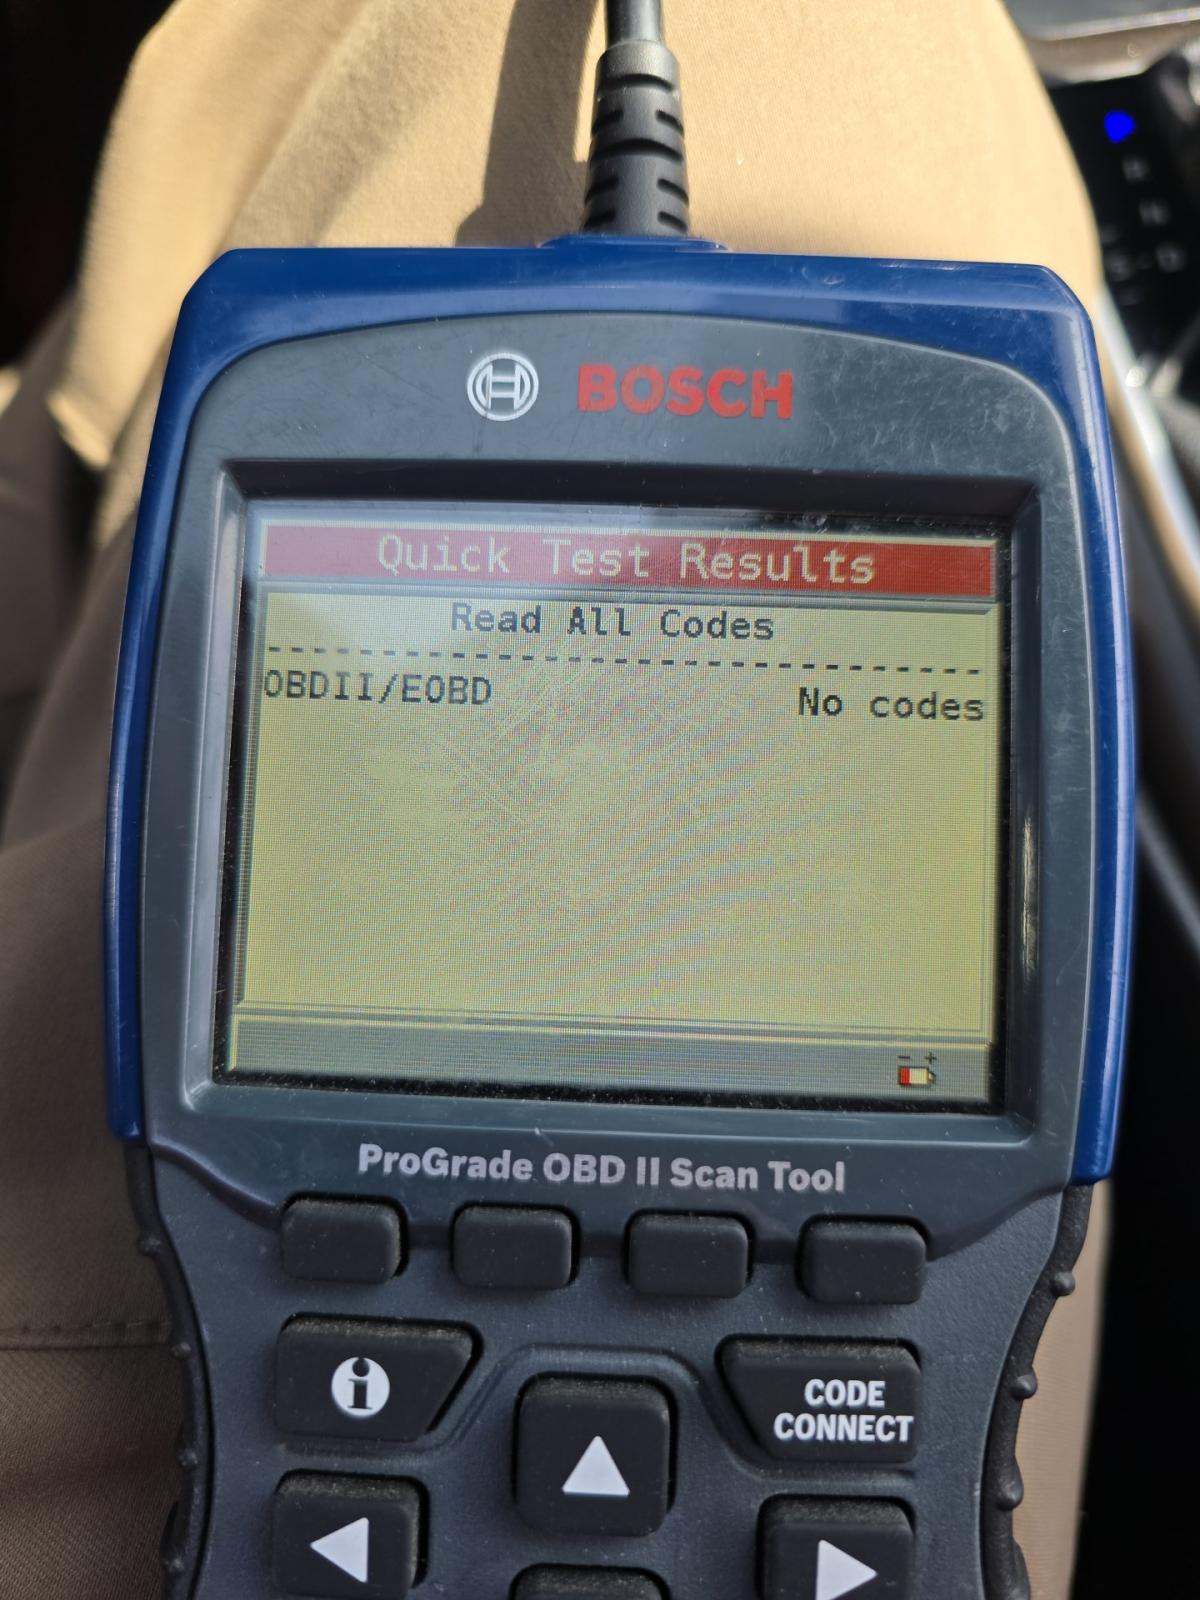 BOSCH
Quick Test Results
Read All Codes
--------------------------------
OBDII/EOBD No codes
- +
ProGrade OBD II Scan Tool
i
CODE
CONNECT